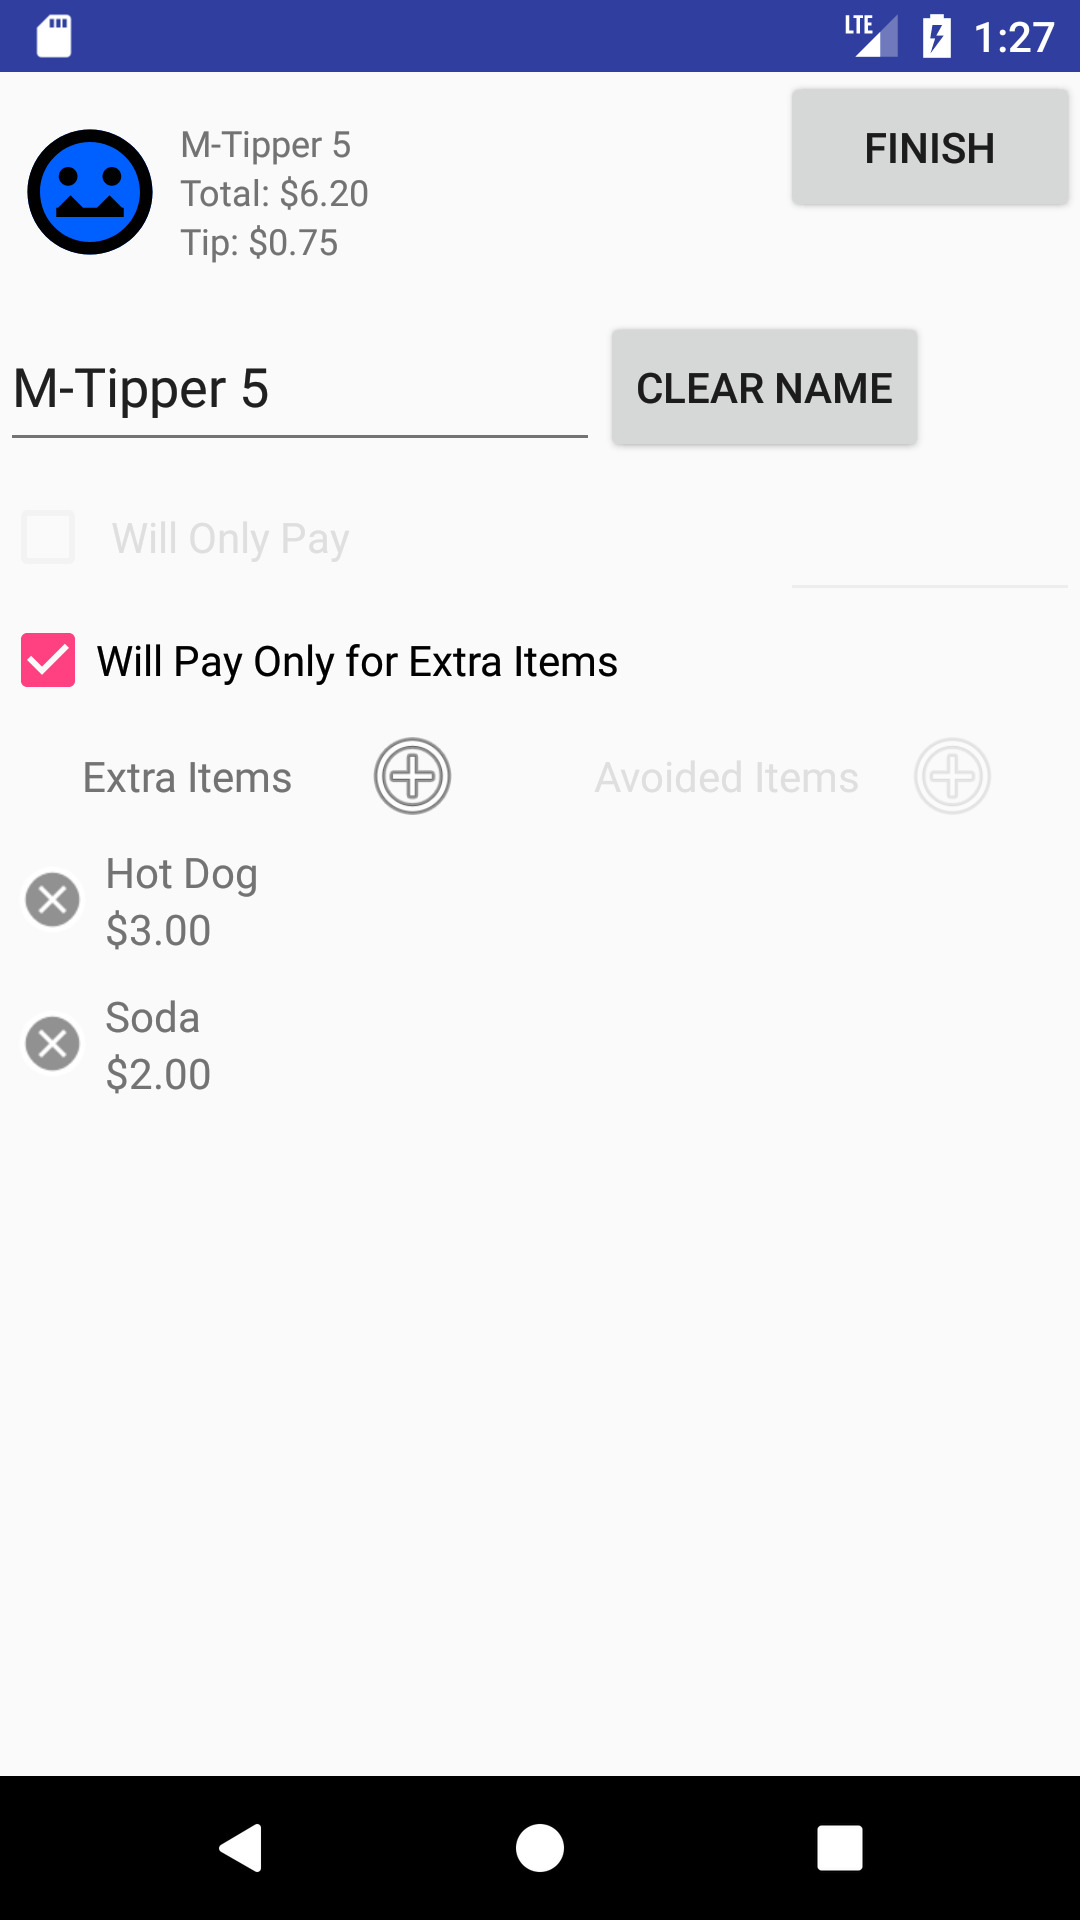 LTE 1:27
M-Tipper 5
Total: $6.20
Tip: $0.75
FINISH
M-Tipper 5
CLEAR NAME
Will Only Pay
Will Pay Only for Extra Items
Extra Items
Avoided Items
Hot Dog
$3.00
Soda
$2.00